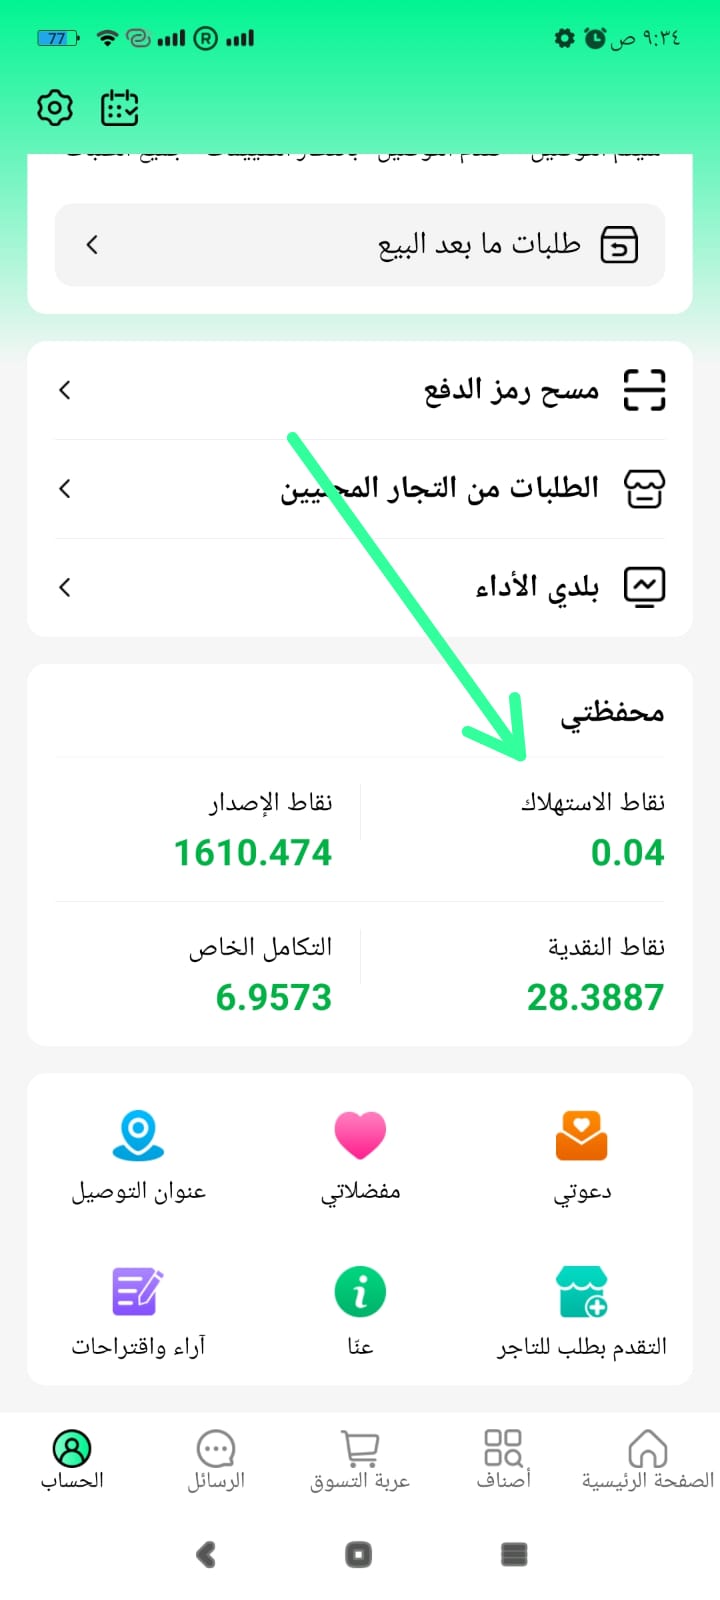 77
R
٩:٣٤ ص
طلبات ما بعد البيع
مسح رمز الدفع
الطلبات من التجار المحليين
بلدي الأداء
محفظتي
نقاط الاستهلاك
0.04
نقاط الإصدار
1610.474
نقاط النقدية
28.3887
التكامل الخاص
6.9573
دعوتي
مفضلاتي
عنوان التوصيل
التقدم بطلب للتاجر
عنّا
آراء واقتراحات
الصفحة الرئيسية
أصناف
عربة التسوق
الرسائل
الحساب